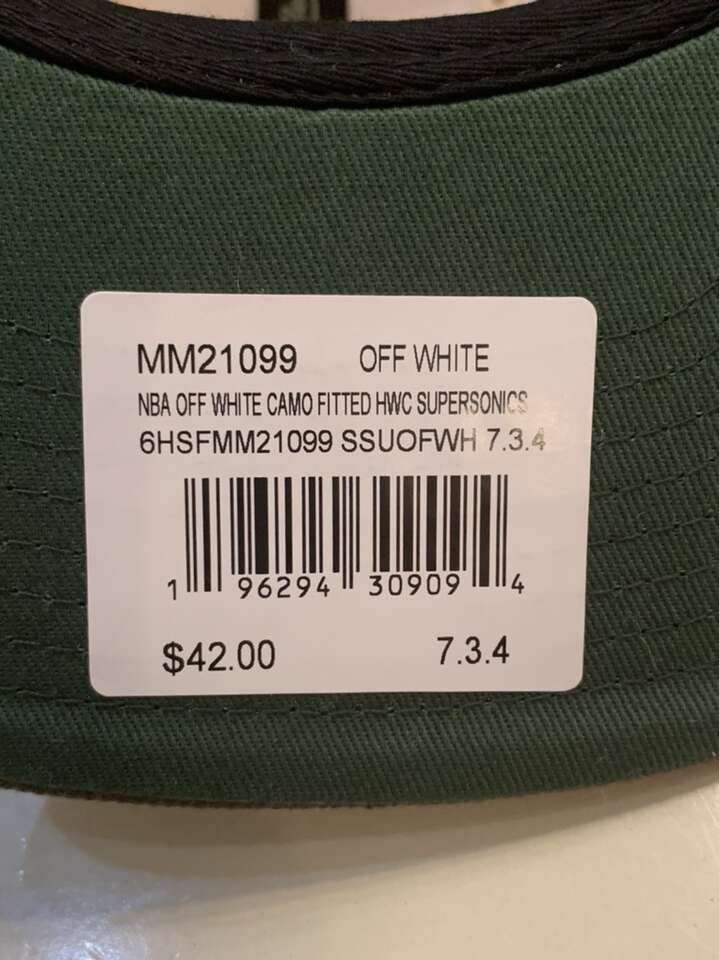 MM21099 OFF WHITE
NBA OFF WHITE CAMO FITTED HWC SUPERSONICS
6HSFMM21099 SSUOFWH 7.3.4
1 96294 30909 4
$42.00 7.3.4